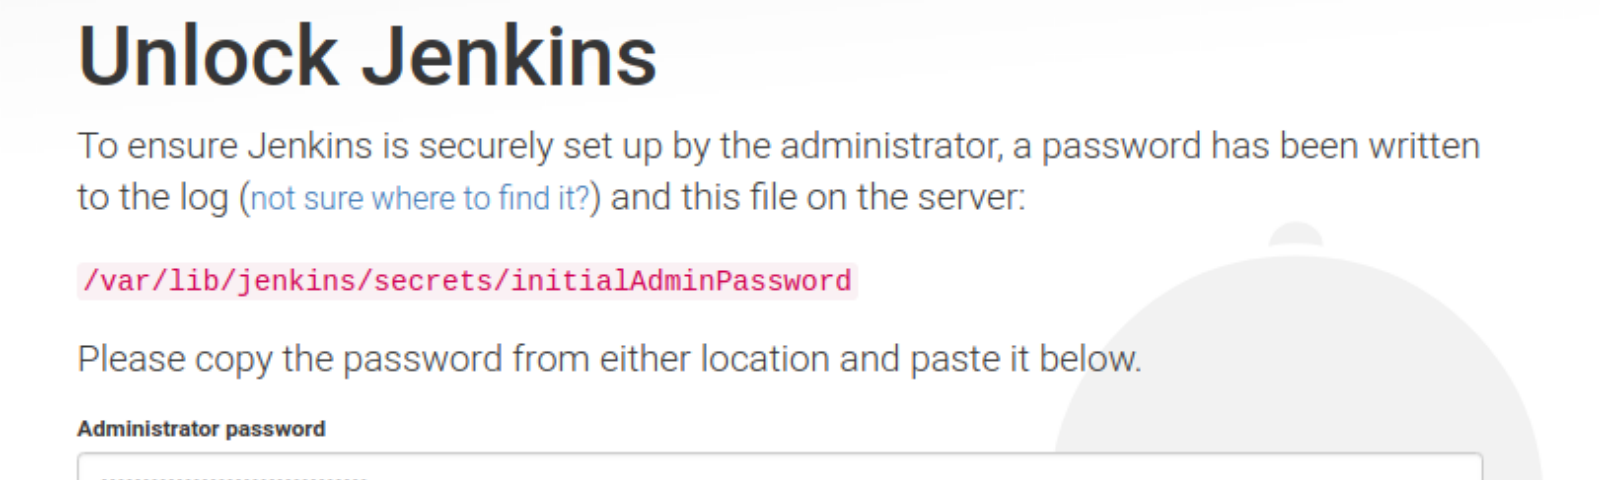 Unlock Jenkins
To ensure Jenkins is securely set up by the administrator, a password has been written
to the log (not sure where to find it?) and this file on the server:
/var/lib/jenkins/secrets/initialAdminPassword
Please copy the password from either location and paste it below.
Administrator password